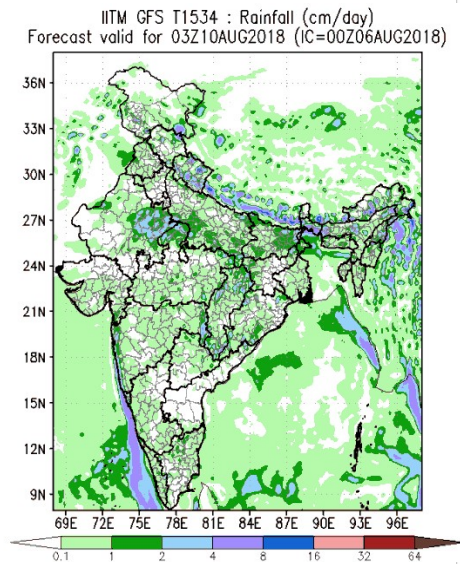 IITM GFS T1534 : Rainfall (cm/day)
Forecast valid for 03Z10AUG2018 (IC=00Z06AUG2018)
36N
33N
30N
27N
24N
21N
18N
15N
12N
9N
69E 72E 75E 78E 81E 84E 87E 90E 93E 96E
0.1 1 2 4 8 16 32 64